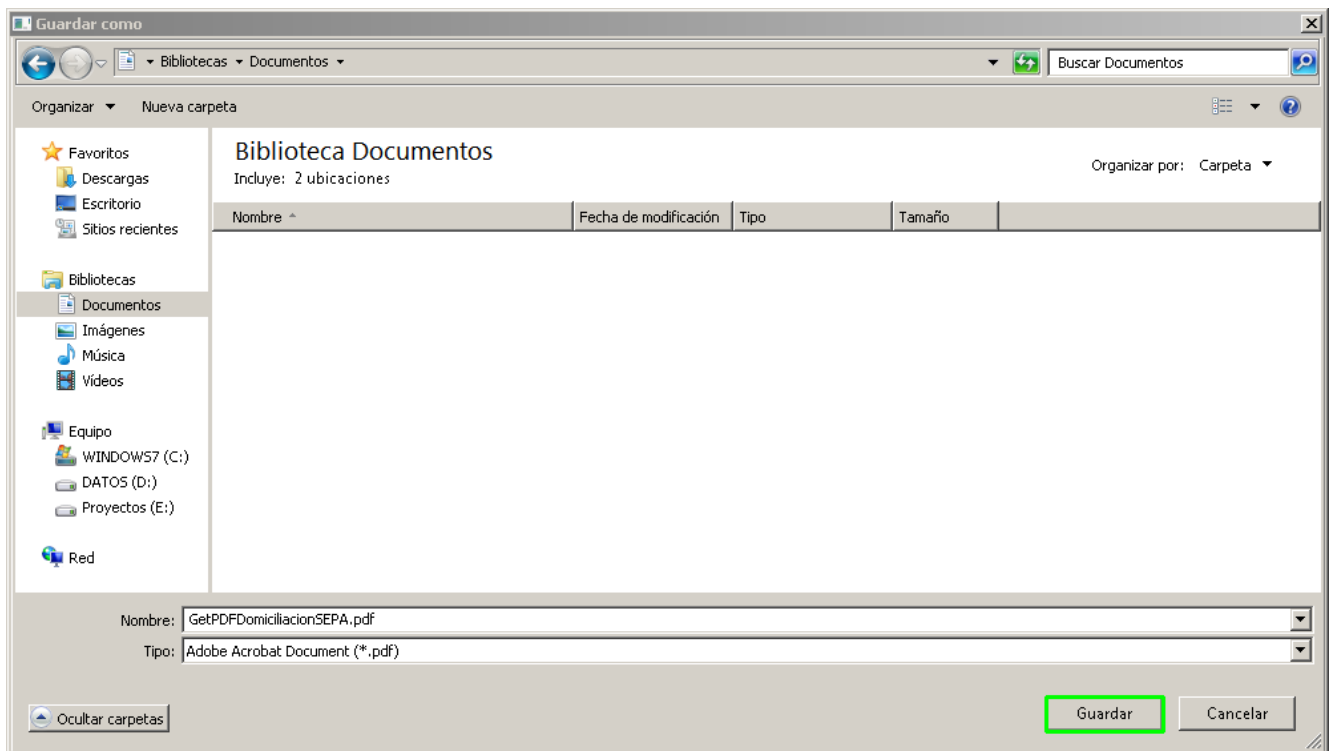 Guardar como
Bibliotecas Documentos
Buscar Documentos
Organizar Nueva carpeta
Favoritos
Descargas
Escritorio
Sitios recientes
Bibliotecas
Documentos
Imágenes
Música
Vídeos
Equipo
WINDOWS7 (C:)
DATOS (D:)
Proyectos (E:)
Red
Biblioteca Documentos
Incluye: 2 ubicaciones
Organizar por: Carpeta
Nombre Fecha de modificación Tipo Tamaño
Nombre: GetPDFDomiciliacionSEPA.pdf
Tipo: Adobe Acrobat Document (*.pdf)
Ocultar carpetas
Guardar Cancelar